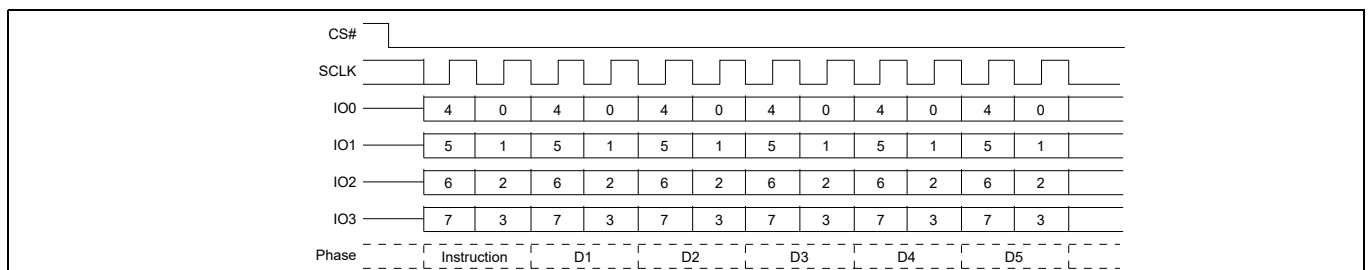 CS#
SCLK
IO0 4 0 4 0 4 0 4 0 4 0 4 0
IO1 5 1 5 1 5 1 5 1 5 1 5 1
IO2 6 2 6 2 6 2 6 2 6 2 6 2
IO3 7 3 7 3 7 3 7 3 7 3 7 3
Phase Instruction D1 D2 D3 D4 D5